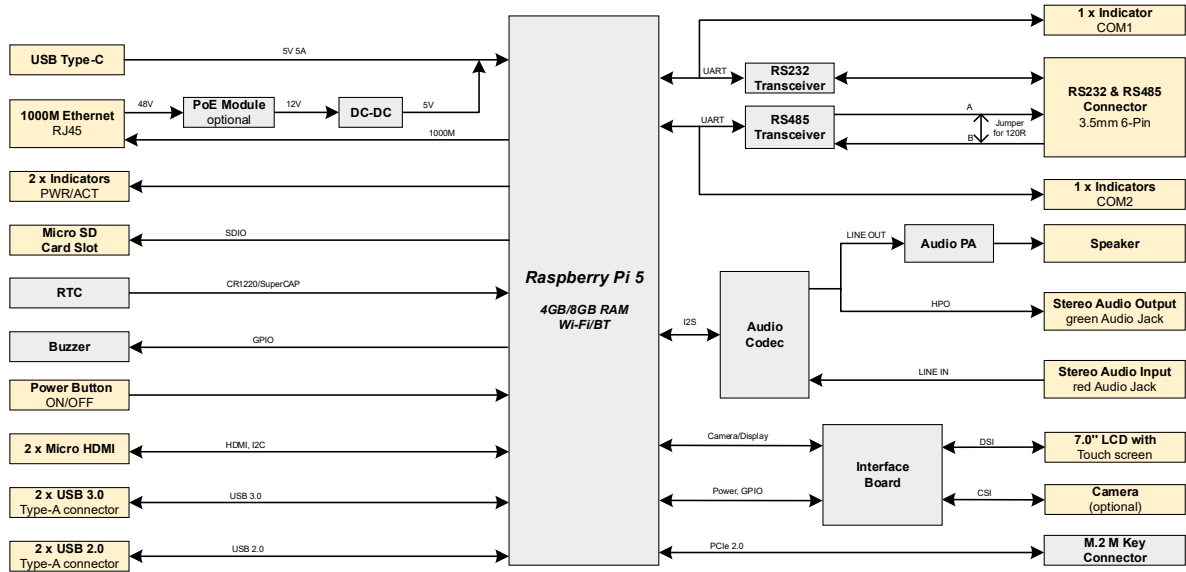 USB Type-C
5V 5A
1000M Ethernet
RJ45
48V
PoE Module
optional
12V
DC-DC
5V
1000M
2 x Indicators
PWR/ACT
Micro SD
Card Slot
SDIO
RTC
CR1220/SuperCAP
Buzzer
GPIO
Power Button
ON/OFF
2 x Micro HDMI
HDMI, I2C
2 x USB 3.0
Type-A connector
USB 3.0
2 x USB 2.0
Type-A connector
USB 2.0
Raspberry Pi 5
4GB/8GB RAM
Wi-Fi/BT
1 x Indicator
COM1
UART
RS232
Transceiver
RS232 & RS485
Connector
3.5mm 6-Pin
UART
RS485
Transceiver
A
B
Jumper
for 120R
1 x Indicators
COM2
LINE OUT
Audio PA
Speaker
I2S
Audio
Codec
HPO
Stereo Audio Output
green Audio Jack
LINE IN
Stereo Audio Input
red Audio Jack
Camera/Display
Power, GPIO
Interface
Board
DSI
7.0" LCD with
Touch screen
CSI
Camera
(optional)
PCIe 2.0
M.2 M Key
Connector